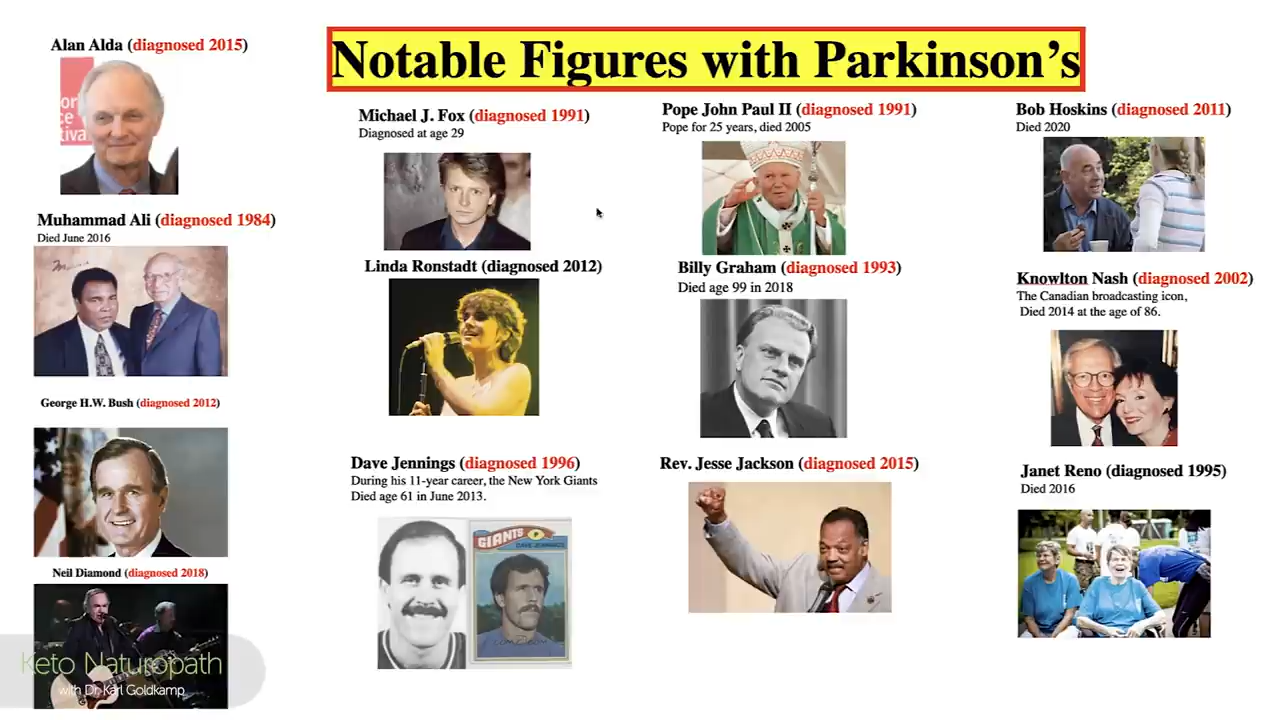 Alan Alda (diagnosed 2015)
Notable Figures with Parkinson's
Michael J. Fox (diagnosed 1991)
Diagnosed at age 29
Pope John Paul II (diagnosed 1991)
Pope for 25 years, died 2005
Bob Hoskins (diagnosed 2011)
Died 2020
Muhammad Ali (diagnosed 1984)
Died June 2016
Linda Ronstadt (diagnosed 2012)
Billy Graham (diagnosed 1993)
Died age 99 in 2018
Knowlton Nash (diagnosed 2002)
The Canadian broadcasting icon,
Died 2014 at the age of 86.
George H.W. Bush (diagnosed 2012)
Dave Jennings (diagnosed 1996)
During his 11-year career, the New York Giants
Died age 61 in June 2013.
GIANTS
DAVE JENNINGS
Rev. Jesse Jackson (diagnosed 2015)
Janet Reno (diagnosed 1995)
Died 2016
Neil Diamond (diagnosed 2018)
Keto Naturopath
with Dr. Karl Goldkamp